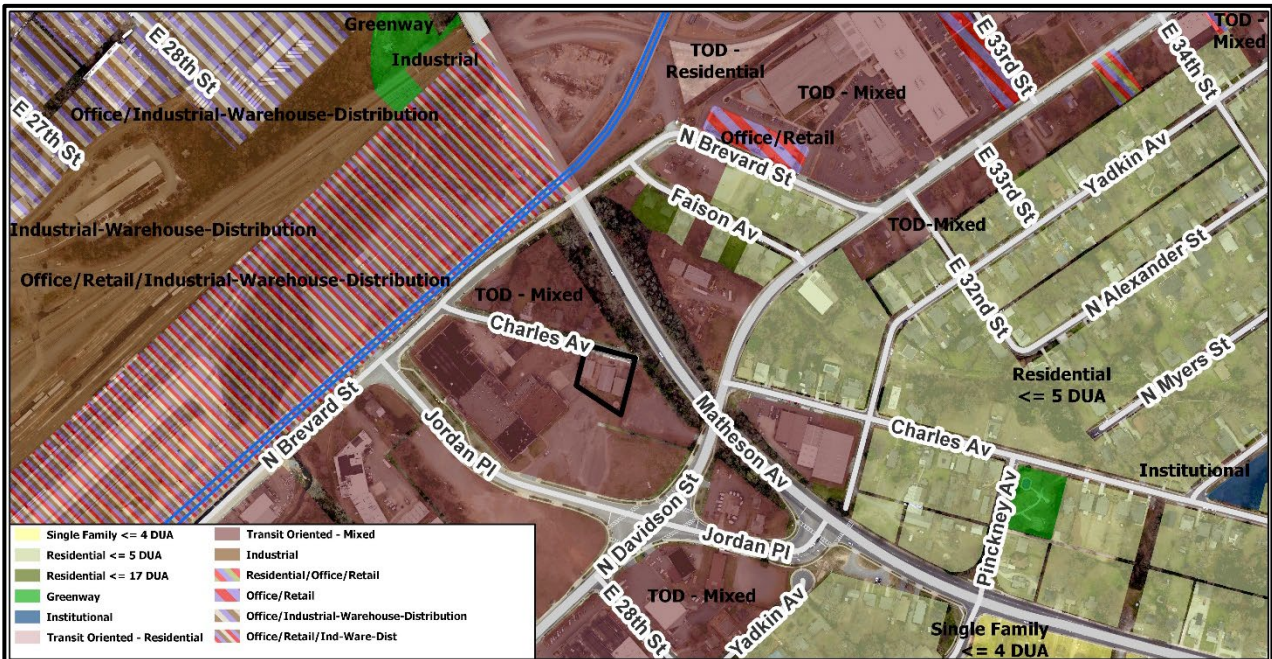 Greenway
Industrial
E 28th St
E 27th St
Office/Industrial-Warehouse-Distribution
TOD -
Residential
TOD - Mixed
E 33rd St
E 34th St
TOD -
Mixed
Office/Retail
N Brevard St
Yadkin Av
Faison Av
E 33rd St
Industrial-Warehouse-Distribution
TOD-Mixed
N Alexander St
Office/Retail/Industrial-Warehouse-Distribution
TOD - Mixed
E 32nd St
Charles Av
N Myers St
Residential
<= 5 DUA
N Brevard St
Jordan Pl
Matheson Av
Charles Av
Institutional
Pinckney Av
N Davidson St
Jordan Pl
TOD - Mixed
E 28th St
Yadkin Av
Single Family
<= 4 DUA
Single Family <= 4 DUA
Residential <= 5 DUA
Residential <= 17 DUA
Greenway
Institutional
Transit Oriented - Residential
Transit Oriented - Mixed
Industrial
Residential/Office/Retail
Office/Retail
Office/Industrial-Warehouse-Distribution
Office/Retail/Ind-Ware-Dist